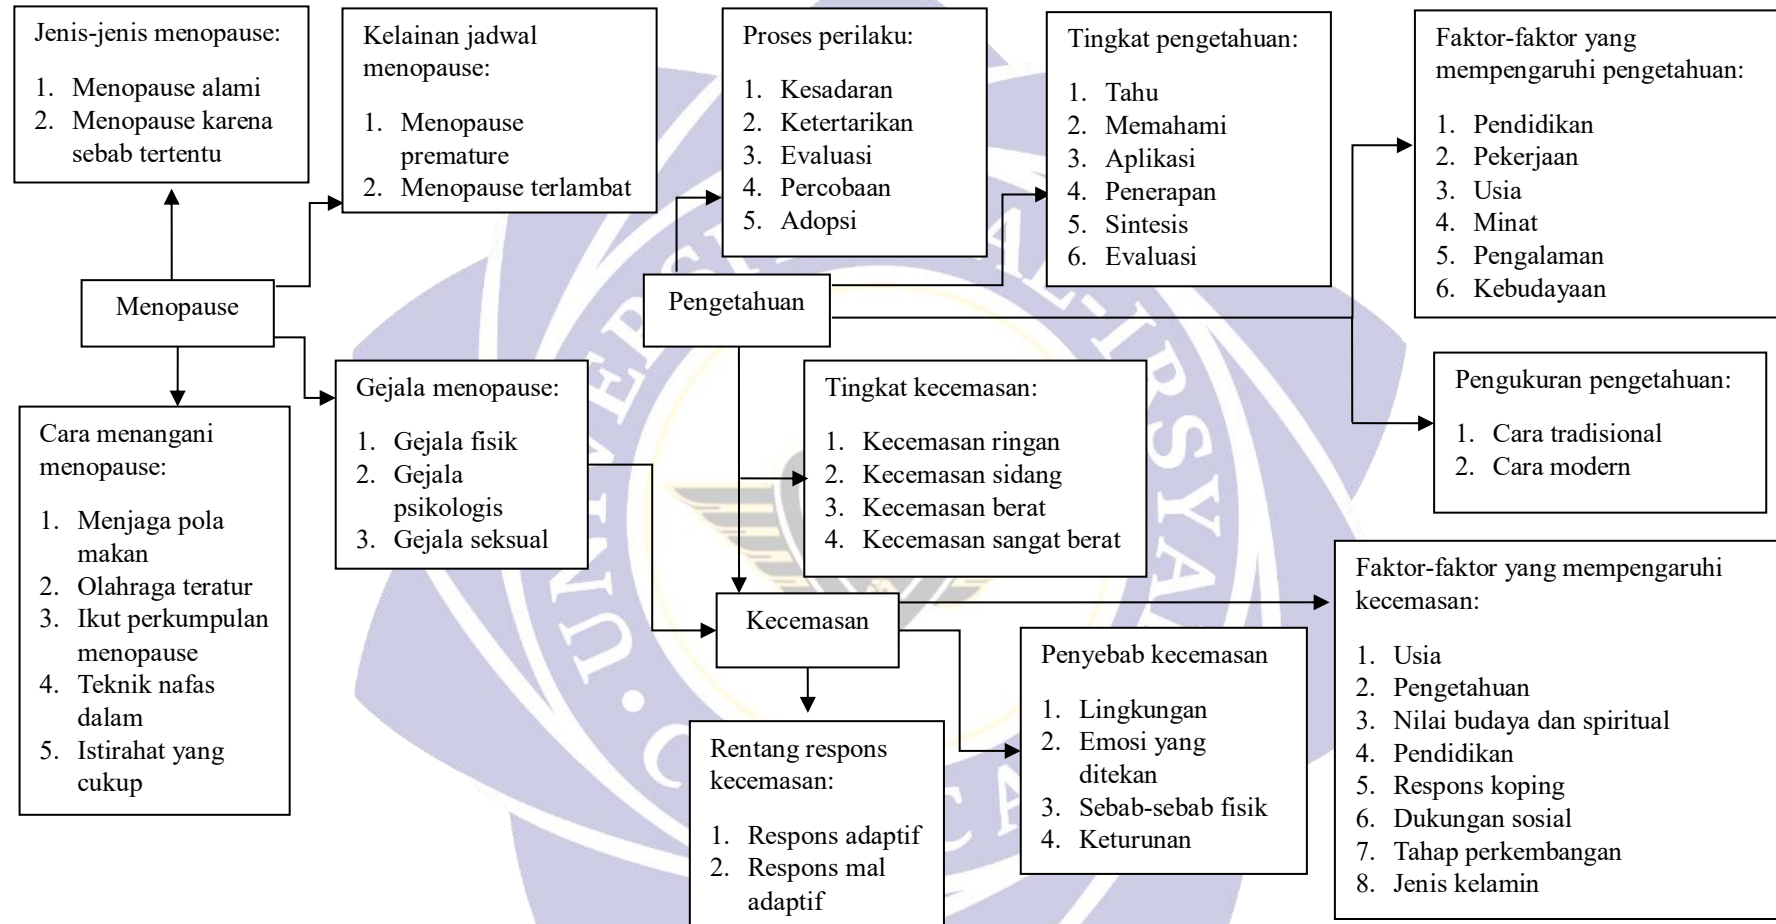 Jenis-jenis menopause:
1. Menopause alami
2. Menopause karena
sebab tertentu
Kelainan jadwal
menopause:
1. Menopause
premature
2. Menopause terlambat
Proses perilaku:
1. Kesadaran
2. Ketertarikan
3. Evaluasi
4. Percobaan
5. Adopsi
Tingkat pengetahuan:
1. Tahu
2. Memahami
3. Aplikasi
4. Penerapan
5. Sintesis
6. Evaluasi
Faktor-faktor yang
mempengaruhi pengetahuan:
1. Pendidikan
2. Pekerjaan
3. Usia
4. Minat
5. Pengalaman
6. Kebudayaan
Menopause
Pengetahuan
Cara menangani
menopause:
1. Menjaga pola
makan
2. Olahraga teratur
3. Ikut perkumpulan
menopause
4. Teknik nafas
dalam
5. Istirahat yang
cukup
Gejala menopause:
1. Gejala fisik
2. Gejala
psikologis
3. Gejala seksual
Tingkat kecemasan:
1. Kecemasan ringan
2. Kecemasan sidang
3. Kecemasan berat
4. Kecemasan sangat berat
Pengukuran pengetahuan:
1. Cara tradisional
2. Cara modern
Kecemasan
Rentang respons
kecemasan:
1. Respons adaptif
2. Respons mal
adaptif
Penyebab kecemasan
1. Lingkungan
2. Emosi yang
ditekan
3. Sebab-sebab fisik
4. Keturunan
Faktor-faktor yang mempengaruhi
kecemasan:
1. Usia
2. Pengetahuan
3. Nilai budaya dan spiritual
4. Pendidikan
5. Respons koping
6. Dukungan sosial
7. Tahap perkembangan
8. Jenis kelamin